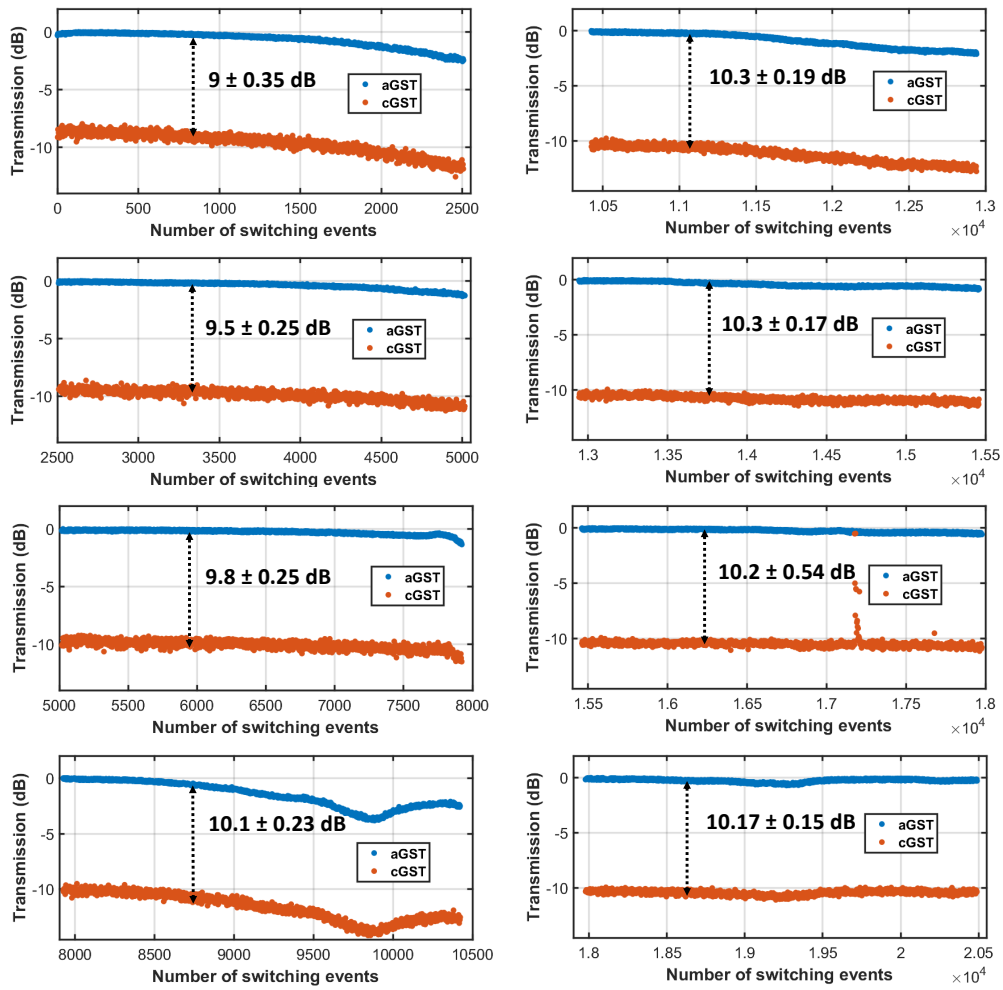 Transmission (dB)
0
-5
-10
9 ± 0.35 dB
aGST
cGST
0 500 1000 1500 2000 2500
Number of switching events
Transmission (dB)
0
-5
-10
10.3 ± 0.19 dB
aGST
cGST
1.05 1.1 1.15 1.2 1.25 1.3
Number of switching events ×10⁴
Transmission (dB)
0
-5
-10
9.5 ± 0.25 dB
aGST
cGST
2500 3000 3500 4000 4500 5000
Number of switching events
Transmission (dB)
0
-5
-10
10.3 ± 0.17 dB
aGST
cGST
1.3 1.35 1.4 1.45 1.5 1.55
Number of switching events ×10⁴
Transmission (dB)
0
-5
-10
9.8 ± 0.25 dB
aGST
cGST
5000 6000 6500 7000 7500 8000
Number of switching events
Transmission (dB)
0
-5
-10
10.2 ± 0.54 dB
aGST
cGST
1.55 1.6 1.65 1.7 1.75 1.8
Number of switching events ×10⁴
Transmission (dB)
0
-5
-10
10.1 ± 0.23 dB
aGST
cGST
8000 8500 9000 9500 10000 10500
Number of switching events
Transmission (dB)
0
-5
-10
10.17 ± 0.15 dB
aGST
cGST
1.8 1.85 1.9 1.95 2 2.05
Number of switching events ×10⁴